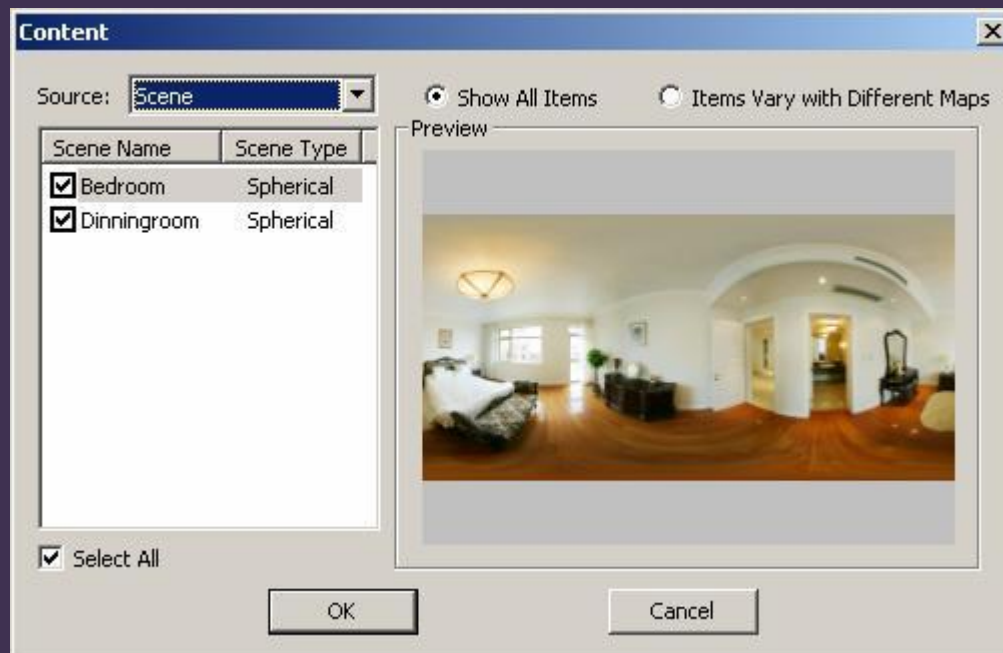 Content
Source: Scene
Show All Items
Items Vary with Different Maps
Preview
Scene Name Scene Type
Bedroom Spherical
Dinningroom Spherical
Select All
OK
Cancel